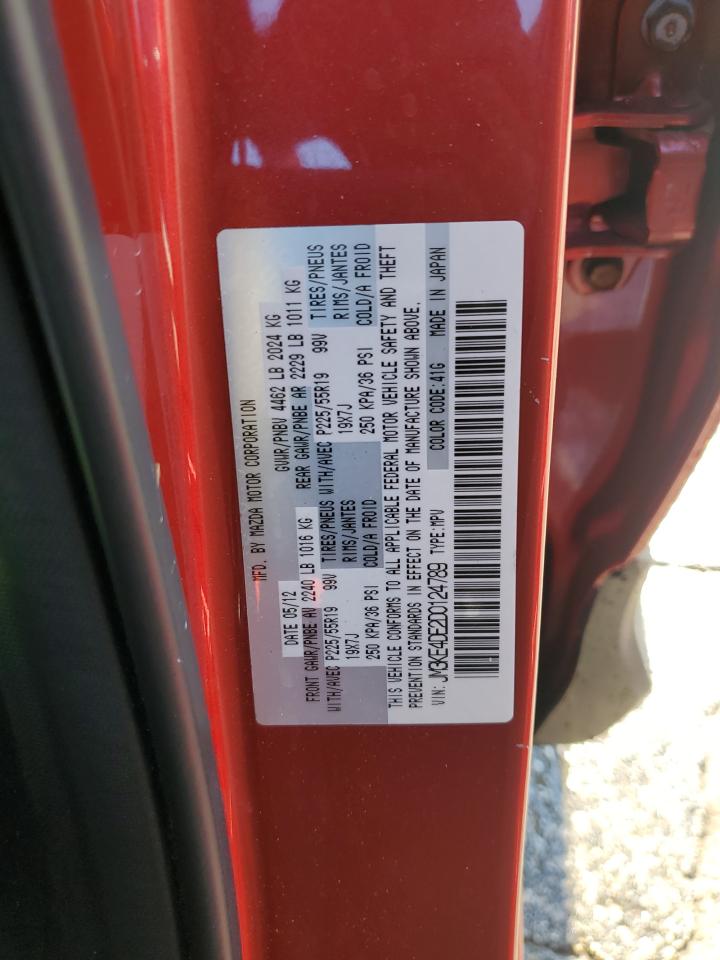 MFD. BY MAZDA MOTOR CORPORATION
DATE 05/12 GVWR/PNBV 4462 LB 2024 KG
FRONT GAWR/PNBE AV 2240 LB 1016 KG REAR GAWR/PNBE AR 2229 LB 1011 KG
WITH/AVEC P225/55R19 99V TIRES/PNEUS WITH/AVEC P225/55R19 99V TIRES/PNEUS
19X7J RIMS/JANTES 19X7J RIMS/JANTES
250 KPA/36 PSI COLD/A FROID 250 KPA/36 PSI COLD/A FROID
THIS VEHICLE CONFORMS TO ALL APPLICABLE FEDERAL MOTOR VEHICLE SAFETY AND THEFT
PREVENTION STANDARDS IN EFFECT ON THE DATE OF MANUFACTURE SHOWN ABOVE.
VIN: JM3KE4DE2D0124789 TYPE:MPV COLOR CODE:41G MADE IN JAPAN